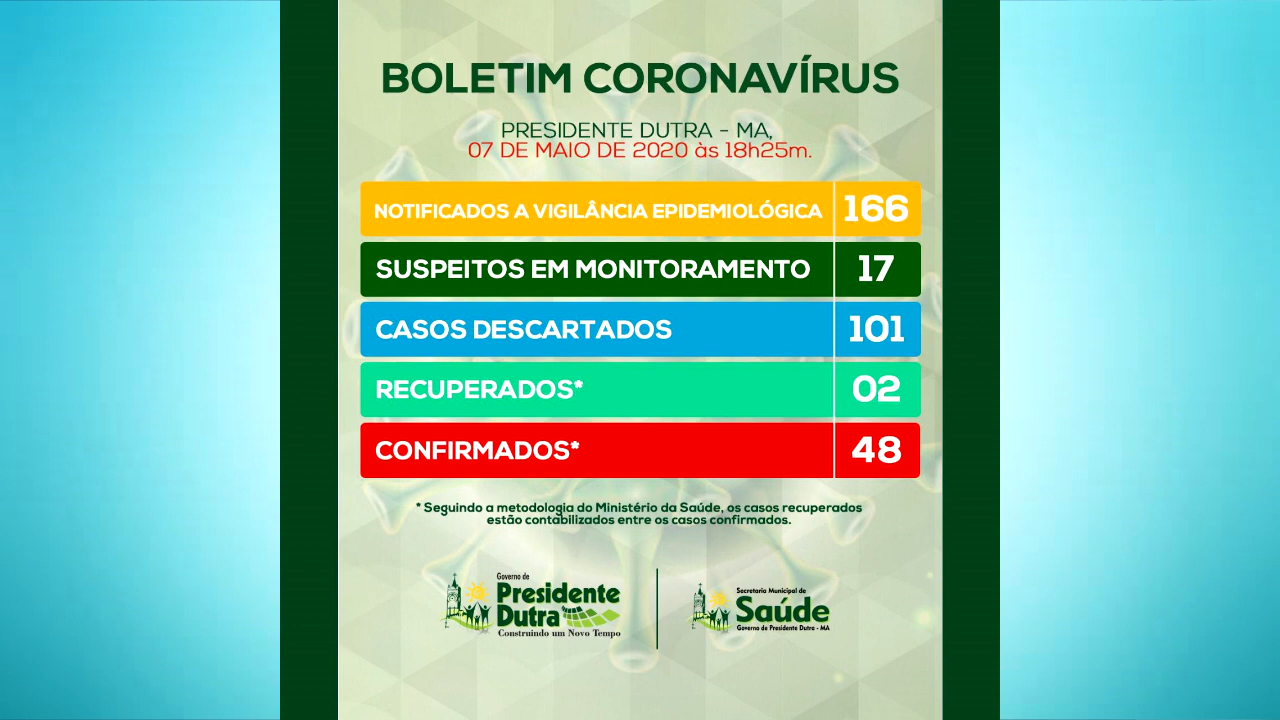 BOLETIM CORONAVÍRUS
PRESIDENTE DUTRA - MA,
07 DE MAIO DE 2020 às 18h25m.
NOTIFICADOS A VIGILÂNCIA EPIDEMIOLÓGICA 166
SUSPEITOS EM MONITORAMENTO 17
CASOS DESCARTADOS 101
RECUPERADOS* 02
CONFIRMADOS* 48
* Seguindo a metodologia do Ministério da Saúde, os casos recuperados
estão contabilizados entre os casos confirmados.
Governo de
Presidente
Dutra
Construindo um Novo Tempo
Secretaria Municipal de
Saúde
Governo de Presidente Dutra - MA